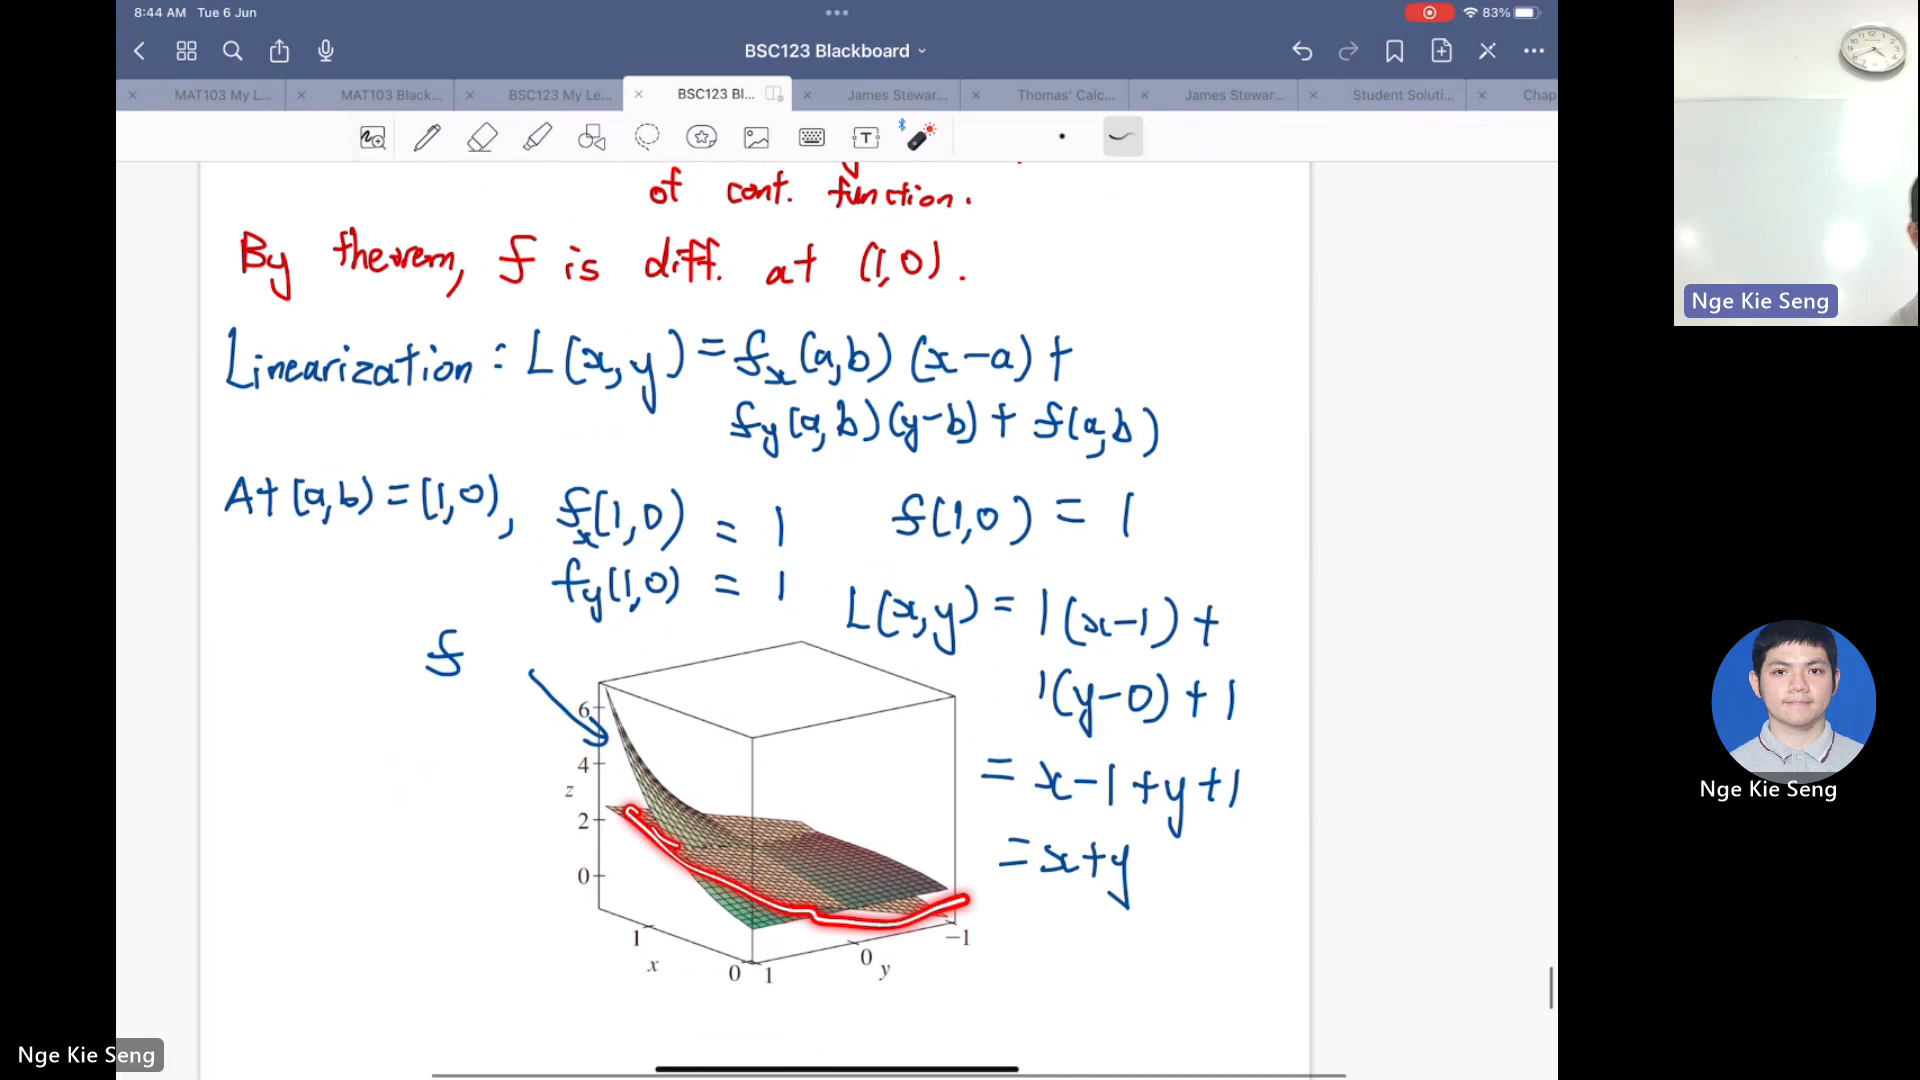 8:44 AM Tue 6 Jun
83%
BSC123 Blackboard
MAT103 My L...
MAT103 Black...
BSC123 My Le...
BSC123 Bl...
James Stewar...
Thomas' Calc...
James Stewar...
Student Soluti...
Chap
of cont. function.
By theorem, f is diff. at (1,0).
Linearization : L(x,y) = fx(a,b)(x-a) +
fy(a,b)(y-b) + f(a,b)
At (a,b) = (1,0), fx(1,0) = 1 f(1,0) = 1
fy(1,0) = 1
L(x,y) = 1(x-1) +
1(y-0) + 1
= x-1+y+1
= x+y
f
6
4
z
2
0
1
x
0
1
0
y
-1
Nge Kie Seng
Nge Kie Seng
Nge Kie Seng